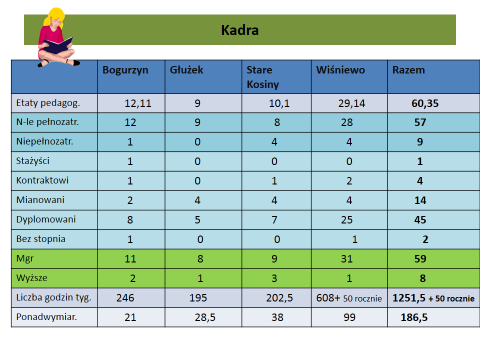 Kadra
Bogurzyn Głużek Stare Kosiny Wiśniewo Razem
Etaty pedagog. 12,11 9 10,1 29,14 60,35
N-le pełnozatr. 12 9 8 28 57
Niepełnozatr. 1 0 4 4 9
Stażyści 1 0 0 0 1
Kontraktowi 1 0 1 2 4
Mianowani 2 4 4 4 14
Dyplomowani 8 5 7 25 45
Bez stopnia 1 0 0 1 2
Mgr 11 8 9 31 59
Wyższe 2 1 3 1 8
Liczba godzin tyg. 246 195 202,5 608+ 50 rocznie 1251,5 + 50 rocznie
Ponadwymiar. 21 28,5 38 99 186,5